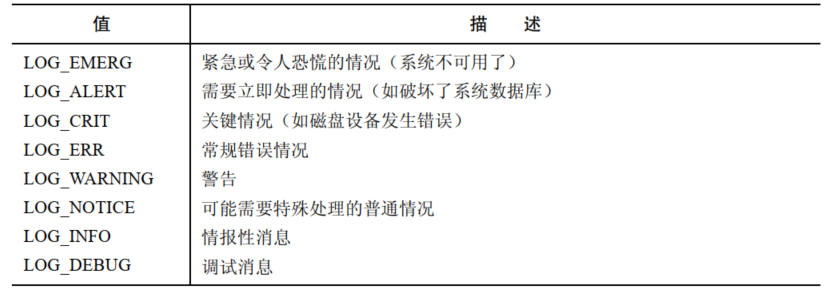 值 描 述
LOG_EMERG 紧急或令人恐慌的情况（系统不可用了）
LOG_ALERT 需要立即处理的情况（如破坏了系统数据库）
LOG_CRIT 关键情况（如磁盘设备发生错误）
LOG_ERR 常规错误情况
LOG_WARNING 警告
LOG_NOTICE 可能需要特殊处理的普通情况
LOG_INFO 情报性消息
LOG_DEBUG 调试消息